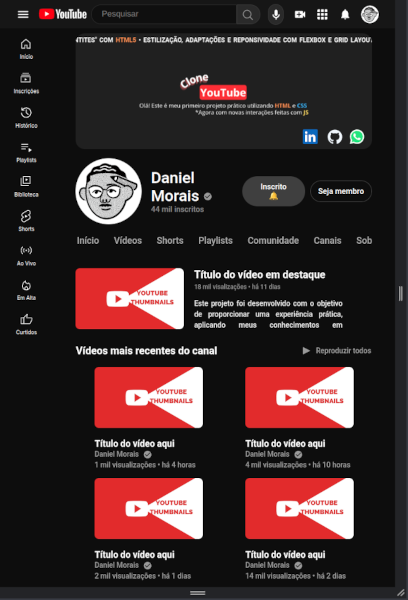 YouTube
Pesquisar
NTITES" COM HTML5 • ESTILIZAÇÃO, ADAPTAÇÕES E REPONSIVIDADE COM FLEXBOX E GRID LAYOUT
Clone
YouTube
Olá! Este é meu primeiro projeto prático utilizando HTML e CSS
*Agora com novas interações feitas com JS
Início
Inscrições
Histórico
Playlists
Biblioteca
Shorts
Ao Vivo
Em Alta
Curtidos
Daniel
Morais
44 mil inscritos
Inscrito
Seja membro
Início Vídeos Shorts Playlists Comunidade Canais Sob
YOUTUBE
THUMBNAILS
Título do vídeo em destaque
18 mil visualizações • há 11 dias
Este projeto foi desenvolvido com o objetivo
de proporcionar uma experiência prática,
aplicando meus conhecimentos em
Vídeos mais recentes do canal
Reproduzir todos
YOUTUBE
THUMBNAILS
Título do vídeo aqui
Daniel Morais
1 mil visualizações • há 4 horas
YOUTUBE
THUMBNAILS
Título do vídeo aqui
Daniel Morais
4 mil visualizações • há 10 horas
YOUTUBE
THUMBNAILS
Título do vídeo aqui
Daniel Morais
2 mil visualizações • há 1 dias
YOUTUBE
THUMBNAILS
Título do vídeo aqui
Daniel Morais
14 mil visualizações • há 2 dias